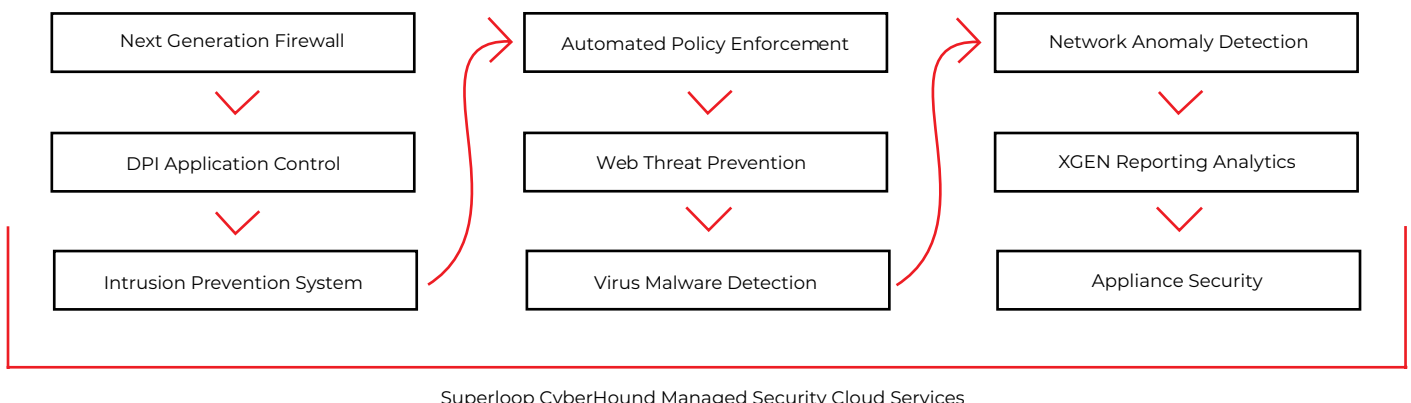 Next Generation Firewall
DPI Application Control
Intrusion Prevention System
Automated Policy Enforcement
Web Threat Prevention
Virus Malware Detection
Network Anomaly Detection
XGEN Reporting Analytics
Appliance Security
Superloop CyberHound Managed Security Cloud Services